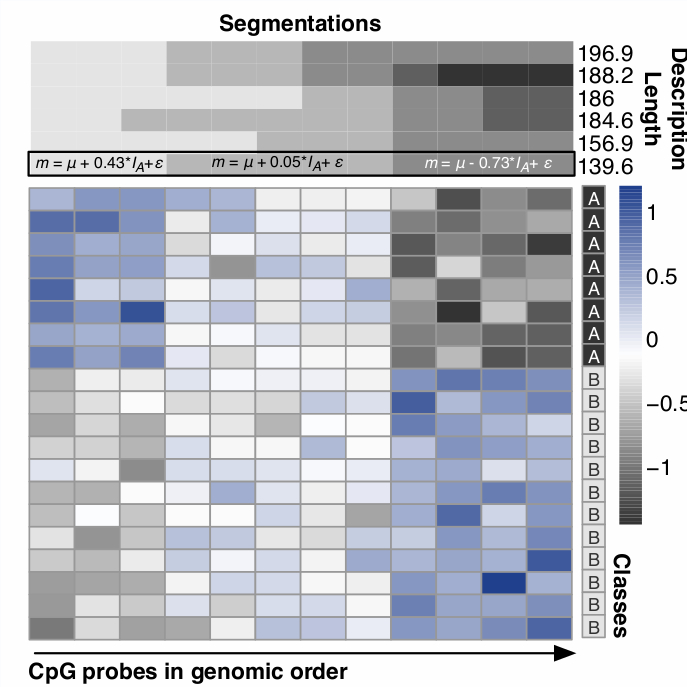 Segmentations
196.9
188.2
186
184.6
156.9
139.6
Description
Length
m = μ + 0.43*I_A+ε
m = μ + 0.05*I_A+ ε
m = μ - 0.73*I_A+ ε
A
A
A
A
A
A
A
A
B
B
B
B
B
B
B
B
B
B
B
B
1
0.5
0
−0.5
−1
Classes
CpG probes in genomic order